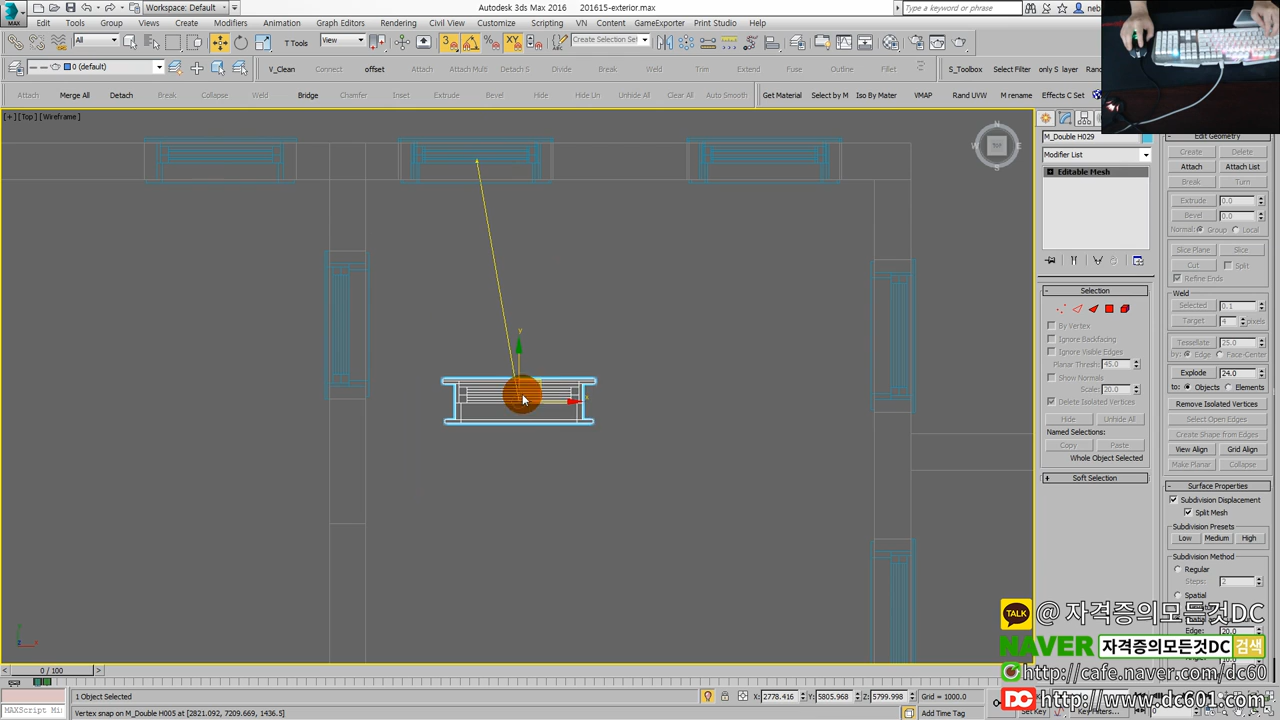 Autodesk 3ds Max 2016 201615-exterior.max
Workspace: Default
Type a keyword or phrase
MAX
Edit Tools Group Views Create Modifiers Animation Graph Editors Rendering Civil View Customize Scripting UVN Content GameExporter Print Studio Help
All T Tools View 3 XY Create Selection Set
0 (default) V_Clean Connect offset Attach Attach Multi Detach S Divide Break Weld Trim Extend Fillet Outline S_Toolbox Select Filter only S layer
Attach Merge All Detach Break Collapse Weld Bridge Chamfer Inset Extrude Bevel Hide Hide Un Unhide All Clear All Auto Smooth Get Material Select by M Iso By Mater VMAP Rand UVW M rename Effects C Set
[+] [Top] [Wireframe]
N
W E
S
y
x
M_Double H029
Modifier List
Editable Mesh
Selection
By Vertex
Ignore Backfacing
Ignore Visible Edges
Planar Thresh: 45.0
Show Normals
Scale: 20.0
Delete Isolated Vertices
Hide Unhide All
Named Selections:
Copy Paste
Whole Object Selected
Soft Selection
Edit Geometry
Create Delete
Attach Attach List
Break Turn
Extrude 0.0
Bevel 0.0
Normal: Group Local
Slice Plane Slice
Cut Split
Refine Ends
Weld
Selected 0.1
Target 4 pixels
Tessellate 25.0
by: Edge Face-Center
Explode 24.0
to: Objects Elements
Remove Isolated Vertices
Select Open Edges
Create Shape from Edges
View Align Grid Align
Make Planar Collapse
Surface Properties
Subdivision Displacement
Split Mesh
Subdivision Presets
Low Medium High
Subdivision Method
Regular
Steps: 2
Spatial
Edge: 20.0
TALK @ 자격증의모든것DC
NAVER 자격증의모든것DC 검색
http://cafe.naver.com/dc60
DC http://www.dc601.com
0 / 100
1 Object Selected X: 2778.416 Y: 5805.968 Z: 5799.998 Grid = 1000.0
MAXScript Mi Vertex snap on M_Double H005 at [2821.092, 7209.669, 1436.5] Add Time Tag Set Key Key Filters...